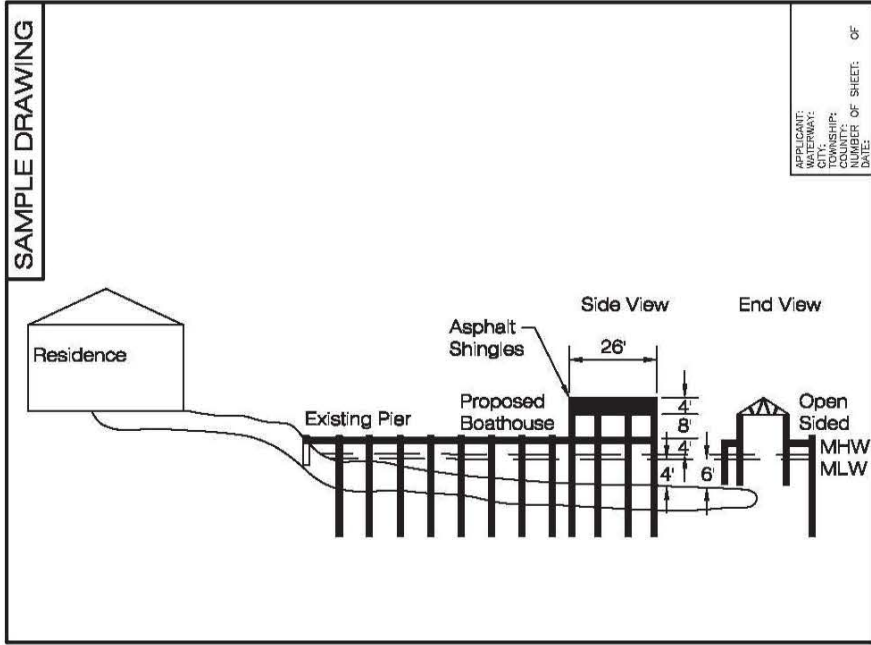 SAMPLE DRAWING
APPLICANT:
WATERWAY:
CITY:
TOWNSHIP:
COUNTY:
NUMBER OF SHEET: OF
DATE:
Side View
End View
Asphalt
Shingles
26'
Residence
Existing Pier
Proposed
Boathouse
4'
8'
4'
4'
6'
Open
Sided
MHW
MLW